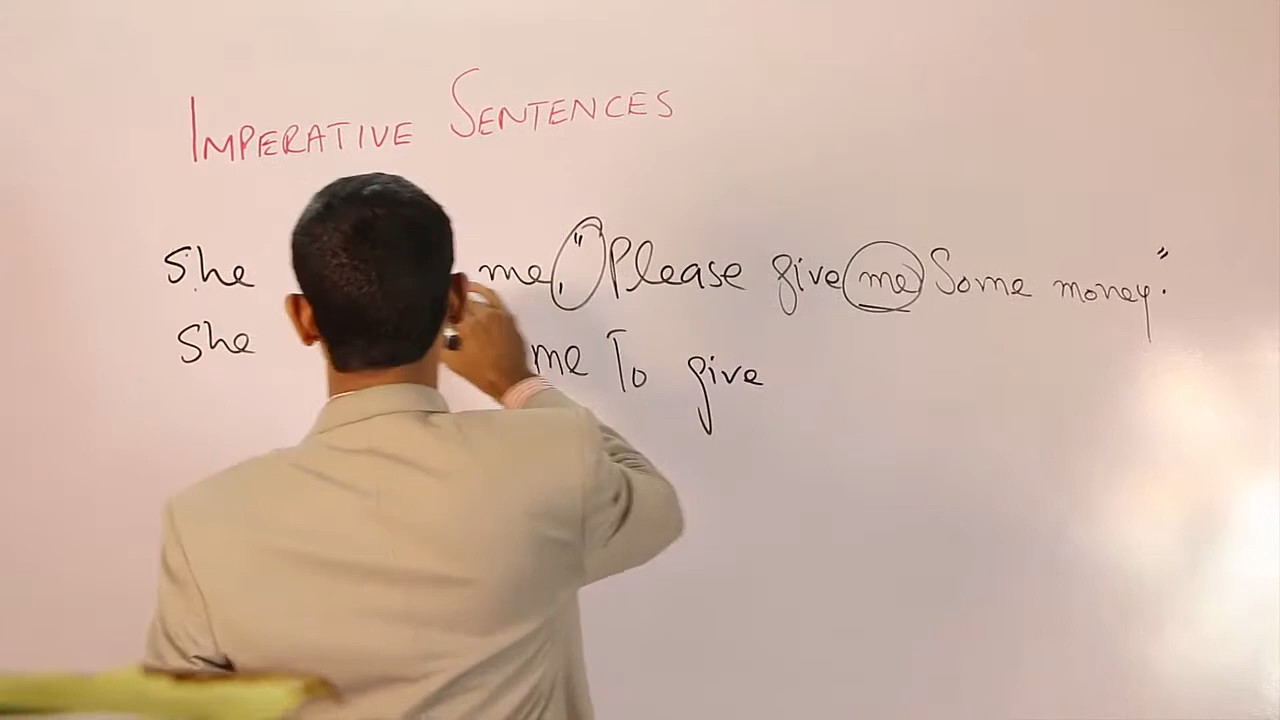 IMPERATIVE SENTENCES
She me, "Please give me Some money."
She me To give